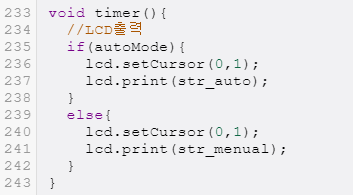 233 void timer(){
234   //LCD출력
235   if(autoMode){
236     lcd.setCursor(0,1);
237     lcd.print(str_auto);
238   }
239   else{
240     lcd.setCursor(0,1);
241     lcd.print(str_menual);
242   }
243 }